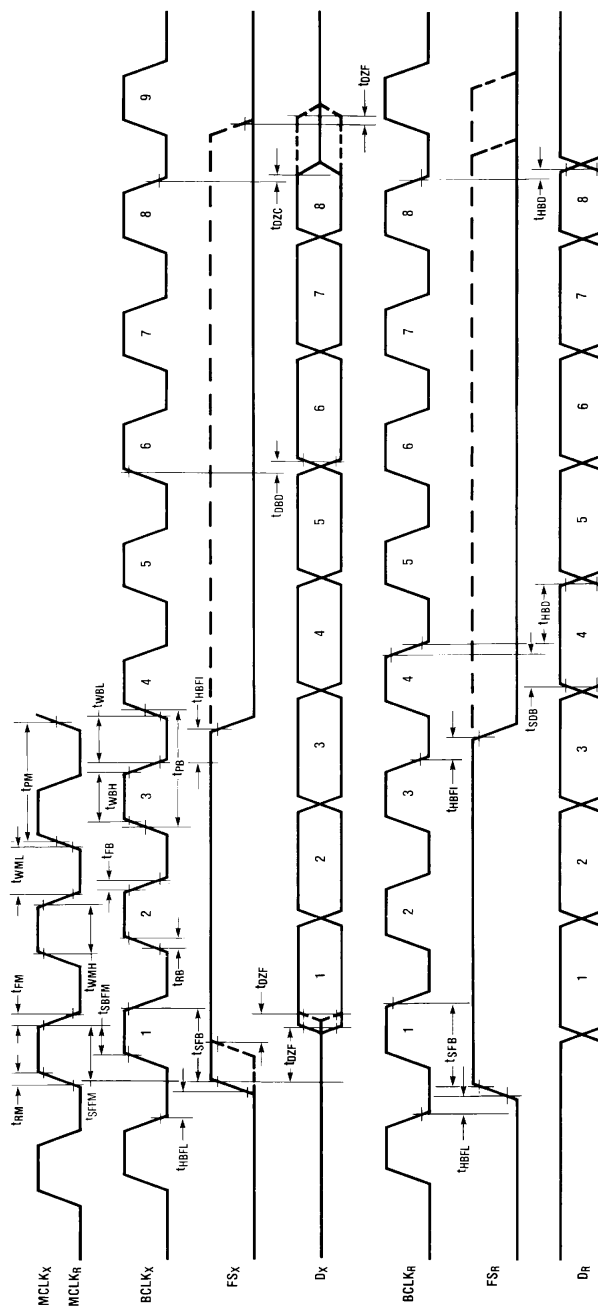 MCLKX
MCLKR
tRM
tFM
tWML
tPM
tSFFM
tSBFM
tWMH
BCLKX
1
2
3
4
5
6
7
8
9
tRB
tFB
tWBH
tWBL
tPB
FSX
tHBFL
tSFB
tDZF
tHBFI
DX
tDZF
1
2
3
4
5
6
7
8
tDBD
tDZC
tDZF
BCLKR
1
2
3
4
5
6
7
8
FSR
tHBFL
tSFB
tHBFI
DR
1
2
3
4
5
6
7
8
tSDB
tHBD
tHBD